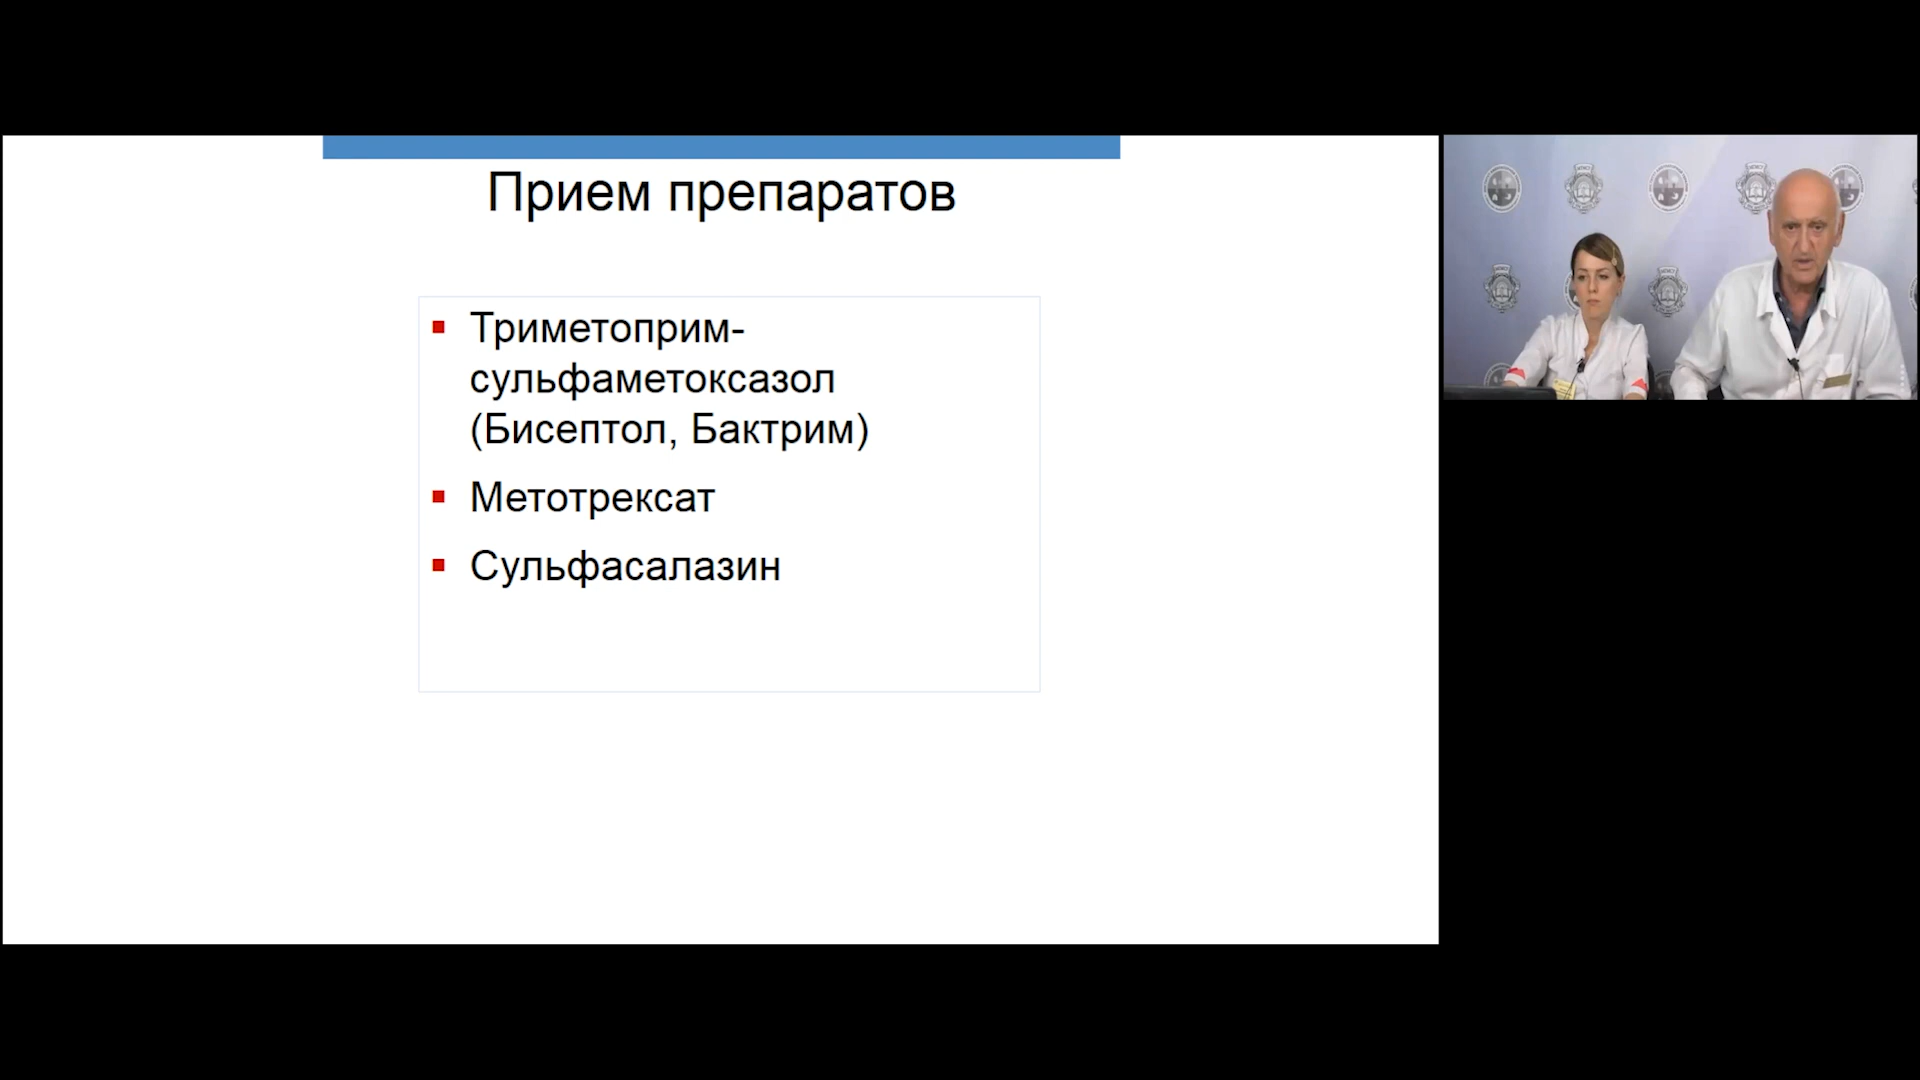 Прием препаратов
Триметоприм-
сульфаметоксазол
(Бисептол, Бактрим)
Метотрексат
Сульфасалазин